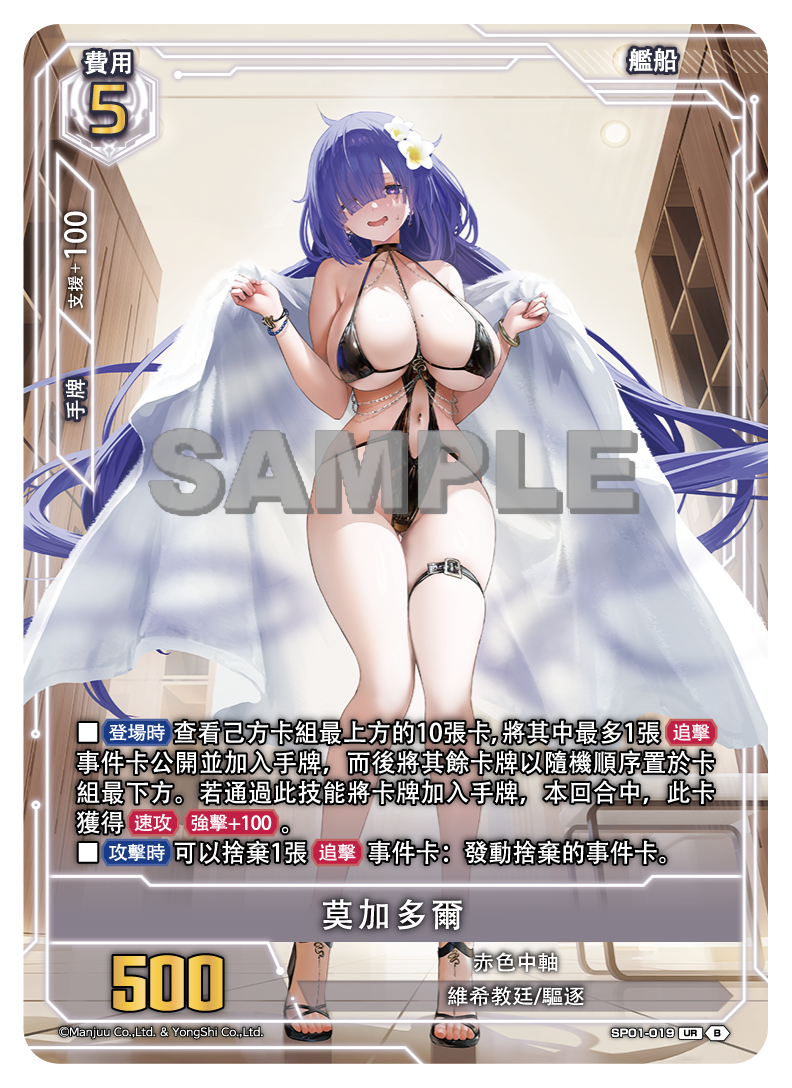 費用
5
艦船
支援+100
手牌
SAMPLE
■ 登場時 查看己方卡組最上方的10張卡,將其中最多1張 追擊
事件卡公開並加入手牌，而後將其餘卡牌以隨機順序置於卡
組最下方。若通過此技能將卡牌加入手牌，本回合中，此卡
獲得 速攻 強擊+100 。
■ 攻擊時 可以捨棄1張 追擊 事件卡：發動捨棄的事件卡。
莫加多爾
500
赤色中軸
維希教廷/驅逐
©Manjuu Co.,Ltd. & YongShi Co.,Ltd.
SP01-019 UR B